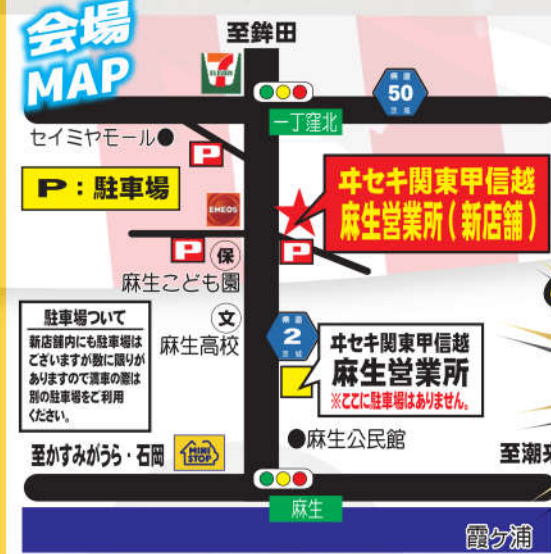 会場
MAP
至鉾田
ELEVEN
県道
50
茨城
一丁窪北
セイミヤモール●
P
P：駐車場
ENEOS
ヰセキ関東甲信越
麻生営業所(新店舗)
P
保
P
麻生こども園
駐車場ついて
新店舗内にも駐車場は
ございますが数に限りが
ありますので満車の際は
別の駐車場をご利用
ください。
文
麻生高校
県道
2
茨城
ヰセキ関東甲信越
麻生営業所
※ここに駐車場はありません。
至かすみがうら・石岡
MINI
STOP
●麻生公民館
至潮来
麻生
霞ケ浦